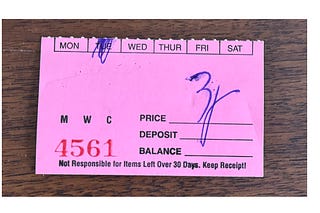 MON TUE WED THUR FRI SAT
M W C PRICE
DEPOSIT
4561 BALANCE
Not Responsible for Items Left Over 30 Days. Keep Receipt!